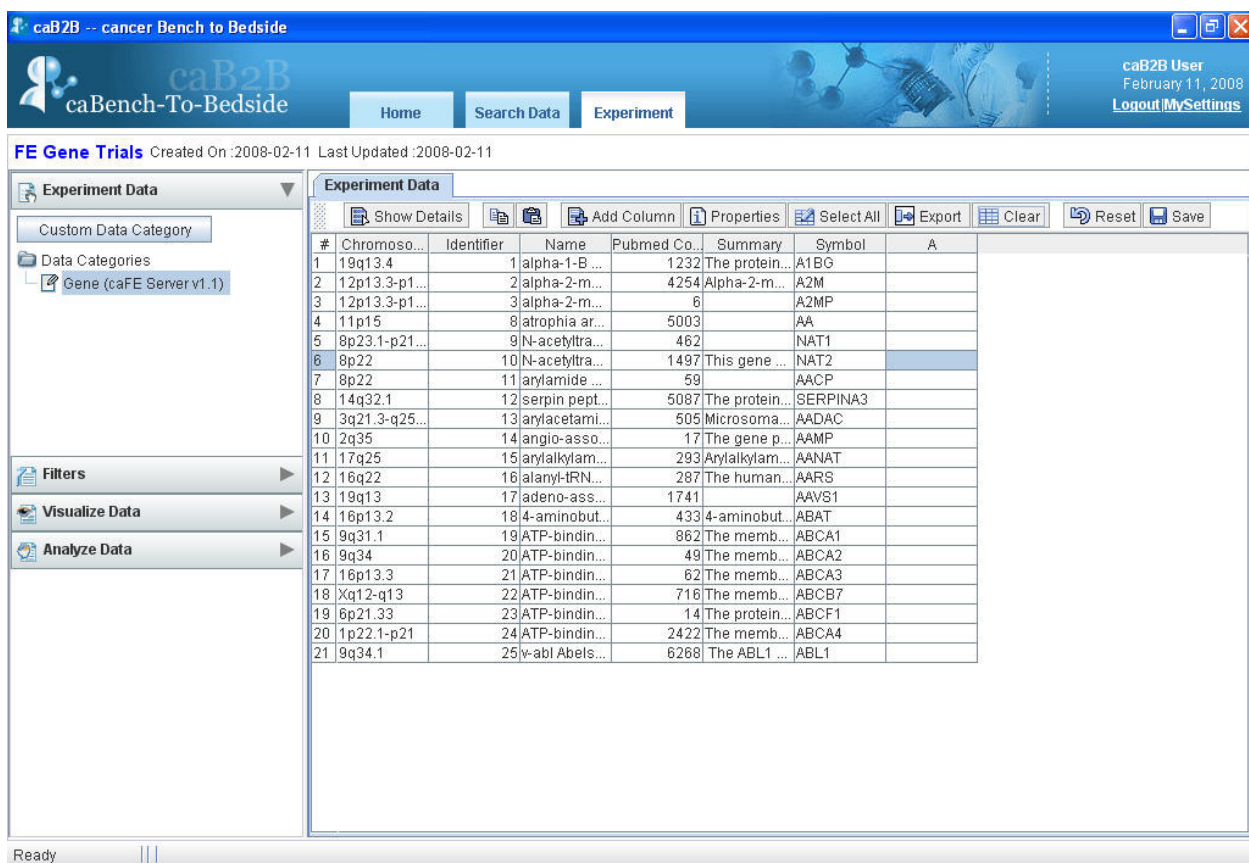 caB2B -- cancer Bench to Bedside
caB2B
caBench-To-Bedside
Home Search Data Experiment
caB2B User
February 11, 2008
Logout|MySettings
FE Gene Trials Created On :2008-02-11 Last Updated :2008-02-11
Experiment Data
Custom Data Category
Data Categories
Gene (caFE Server v1.1)
Filters
Visualize Data
Analyze Data
Experiment Data
Show Details Add Column Properties Select All Export Clear Reset Save
# Chromoso... Identifier Name Pubmed Co... Summary Symbol A
1 19q13.4 1 alpha-1-B ... 1232 The protein... A1BG
2 12p13.3-p1... 2 alpha-2-m... 4254 Alpha-2-m... A2M
3 12p13.3-p1... 3 alpha-2-m... 6 A2MP
4 11p15 8 atrophia ar... 5003 AA
5 8p23.1-p21... 9 N-acetyltra... 462 NAT1
6 8p22 10 N-acetyltra... 1497 This gene ... NAT2
7 8p22 11 arylamide ... 59 AACP
8 14q32.1 12 serpin pept... 5087 The protein... SERPINA3
9 3q21.3-q25... 13 arylacetami... 505 Microsoma... AADAC
10 2q35 14 angio-asso... 17 The gene p... AAMP
11 17q25 15 arylalkylam... 293 Arylalkylam... AANAT
12 16q22 16 alanyl-tRN... 287 The human... AARS
13 19q13 17 adeno-ass... 1741 AAVS1
14 16p13.2 18 4-aminobut... 433 4-aminobut... ABAT
15 9q31.1 19 ATP-bindin... 862 The memb... ABCA1
16 9q34 20 ATP-bindin... 49 The memb... ABCA2
17 16p13.3 21 ATP-bindin... 62 The memb... ABCA3
18 Xq12-q13 22 ATP-bindin... 716 The memb... ABCB7
19 6p21.33 23 ATP-bindin... 14 The protein... ABCF1
20 1p22.1-p21 24 ATP-bindin... 2422 The memb... ABCA4
21 9q34.1 25 v-abl Abels... 6268 The ABL1 ... ABL1
Ready